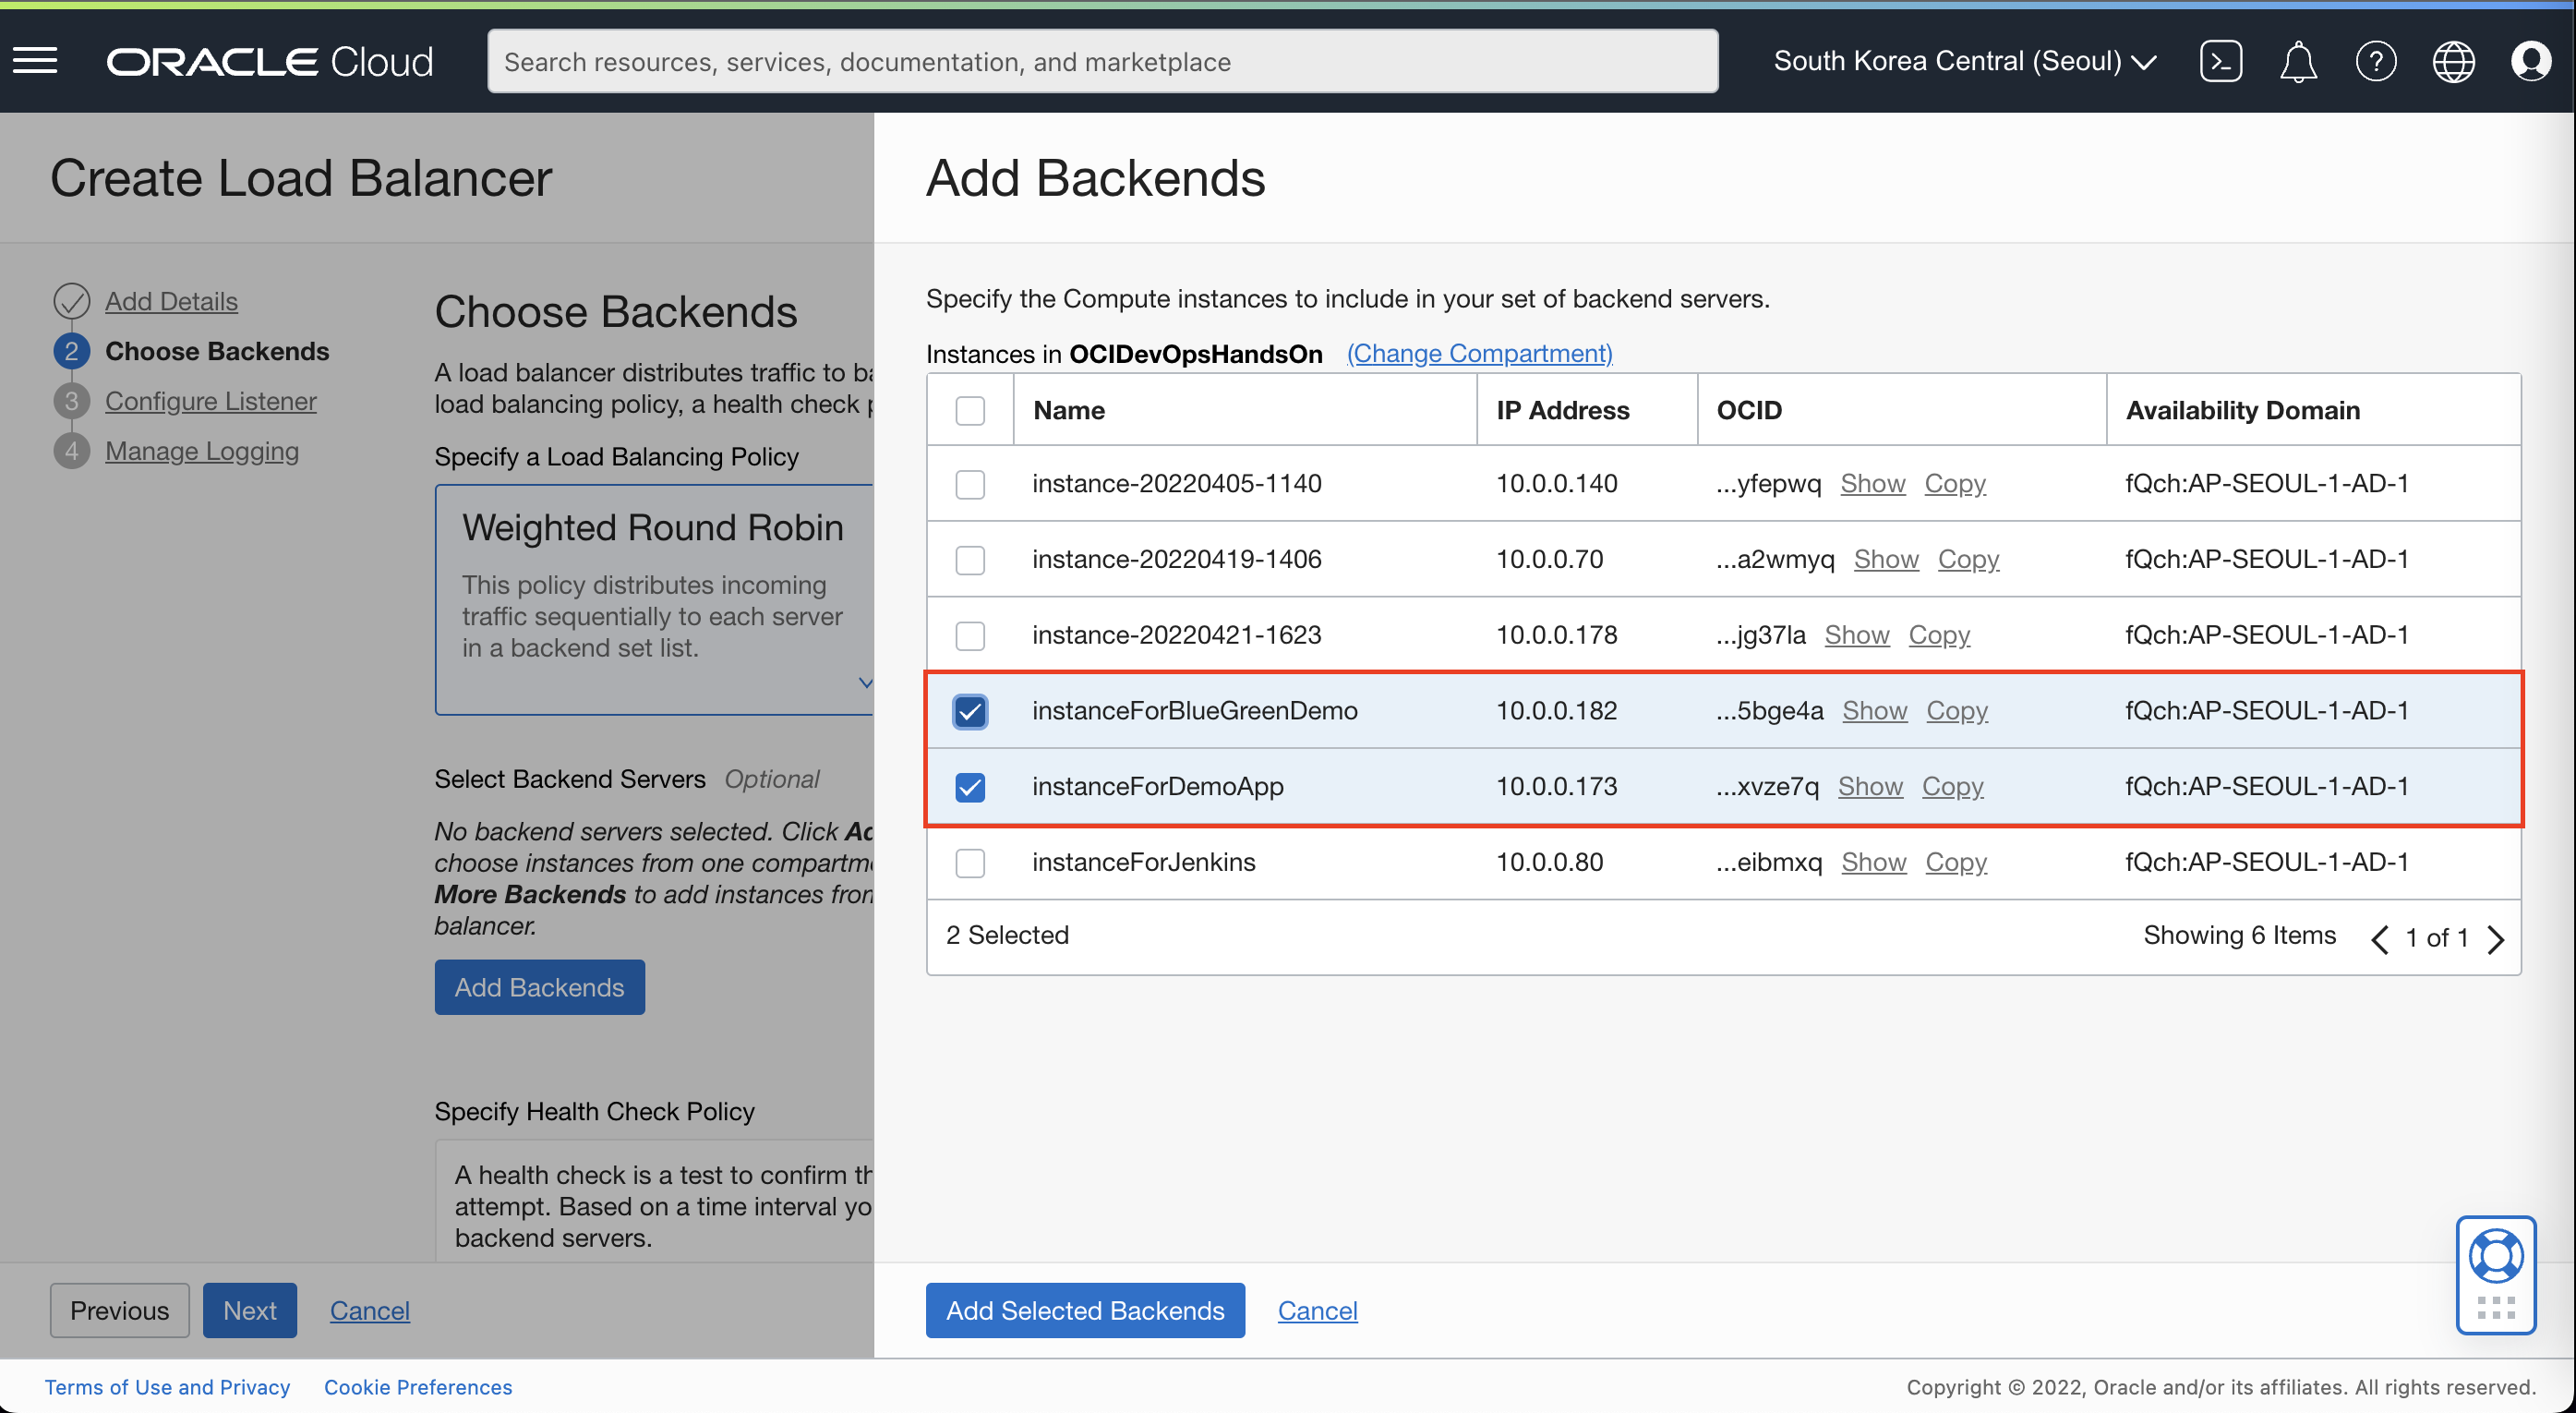 ORACLE Cloud
Search resources, services, documentation, and marketplace
South Korea Central (Seoul)
Create Load Balancer
Add Details
2 Choose Backends
3 Configure Listener
4 Manage Logging
Choose Backends
A load balancer distributes traffic to
load balancing policy, a health check
Specify a Load Balancing Policy
Weighted Round Robin
This policy distributes incoming
traffic sequentially to each server
in a backend set list.
Select Backend Servers Optional
No backend servers selected. Click
choose instances from one
More Backends to add instances
balancer.
Add Backends
Specify Health Check Policy
A health check is a test to confirm
attempt. Based on a time interval
backend servers.
Previous Next Cancel
Add Backends
Specify the Compute instances to include in your set of backend servers.
Instances in OCIDevOpsHandsOn (Change Compartment)
Name IP Address OCID Availability Domain
instance-20220405-1140 10.0.0.140 ...yfepwq Show Copy fQch:AP-SEOUL-1-AD-1
instance-20220419-1406 10.0.0.70 ...a2wmyq Show Copy fQch:AP-SEOUL-1-AD-1
instance-20220421-1623 10.0.0.178 ...jg37la Show Copy fQch:AP-SEOUL-1-AD-1
instanceForBlueGreenDemo 10.0.0.182 ...5bge4a Show Copy fQch:AP-SEOUL-1-AD-1
instanceForDemoApp 10.0.0.173 ...xvze7q Show Copy fQch:AP-SEOUL-1-AD-1
instanceForJenkins 10.0.0.80 ...eibmxq Show Copy fQch:AP-SEOUL-1-AD-1
2 Selected Showing 6 Items 1 of 1
Add Selected Backends Cancel
Terms of Use and Privacy Cookie Preferences
Copyright © 2022, Oracle and/or its affiliates. All rights reserved.